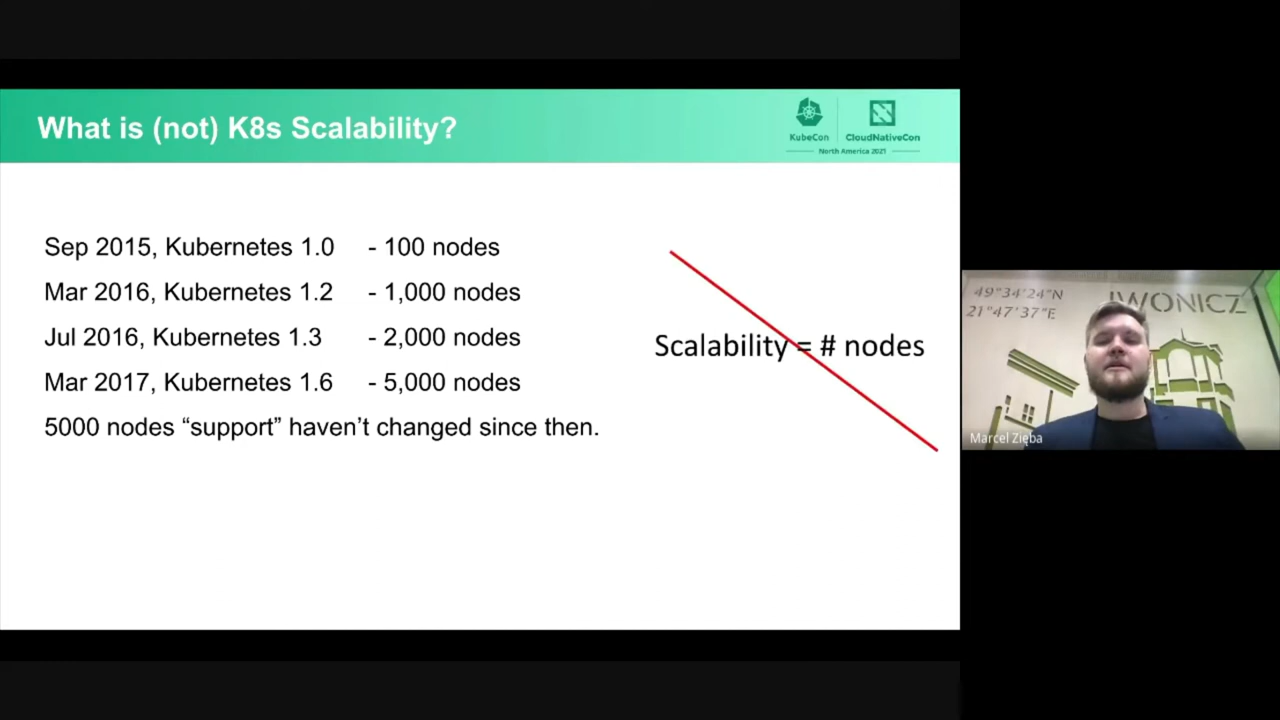 What is (not) K8s Scalability?
KubeCon
CloudNativeCon
North America 2021
Sep 2015, Kubernetes 1.0 - 100 nodes
Mar 2016, Kubernetes 1.2 - 1,000 nodes
Jul 2016, Kubernetes 1.3 - 2,000 nodes
Mar 2017, Kubernetes 1.6 - 5,000 nodes
5000 nodes “support” haven’t changed since then.
Scalability = # nodes
49°34'24"N
21°47'37"E
IWONICZ
Marcel Zięba